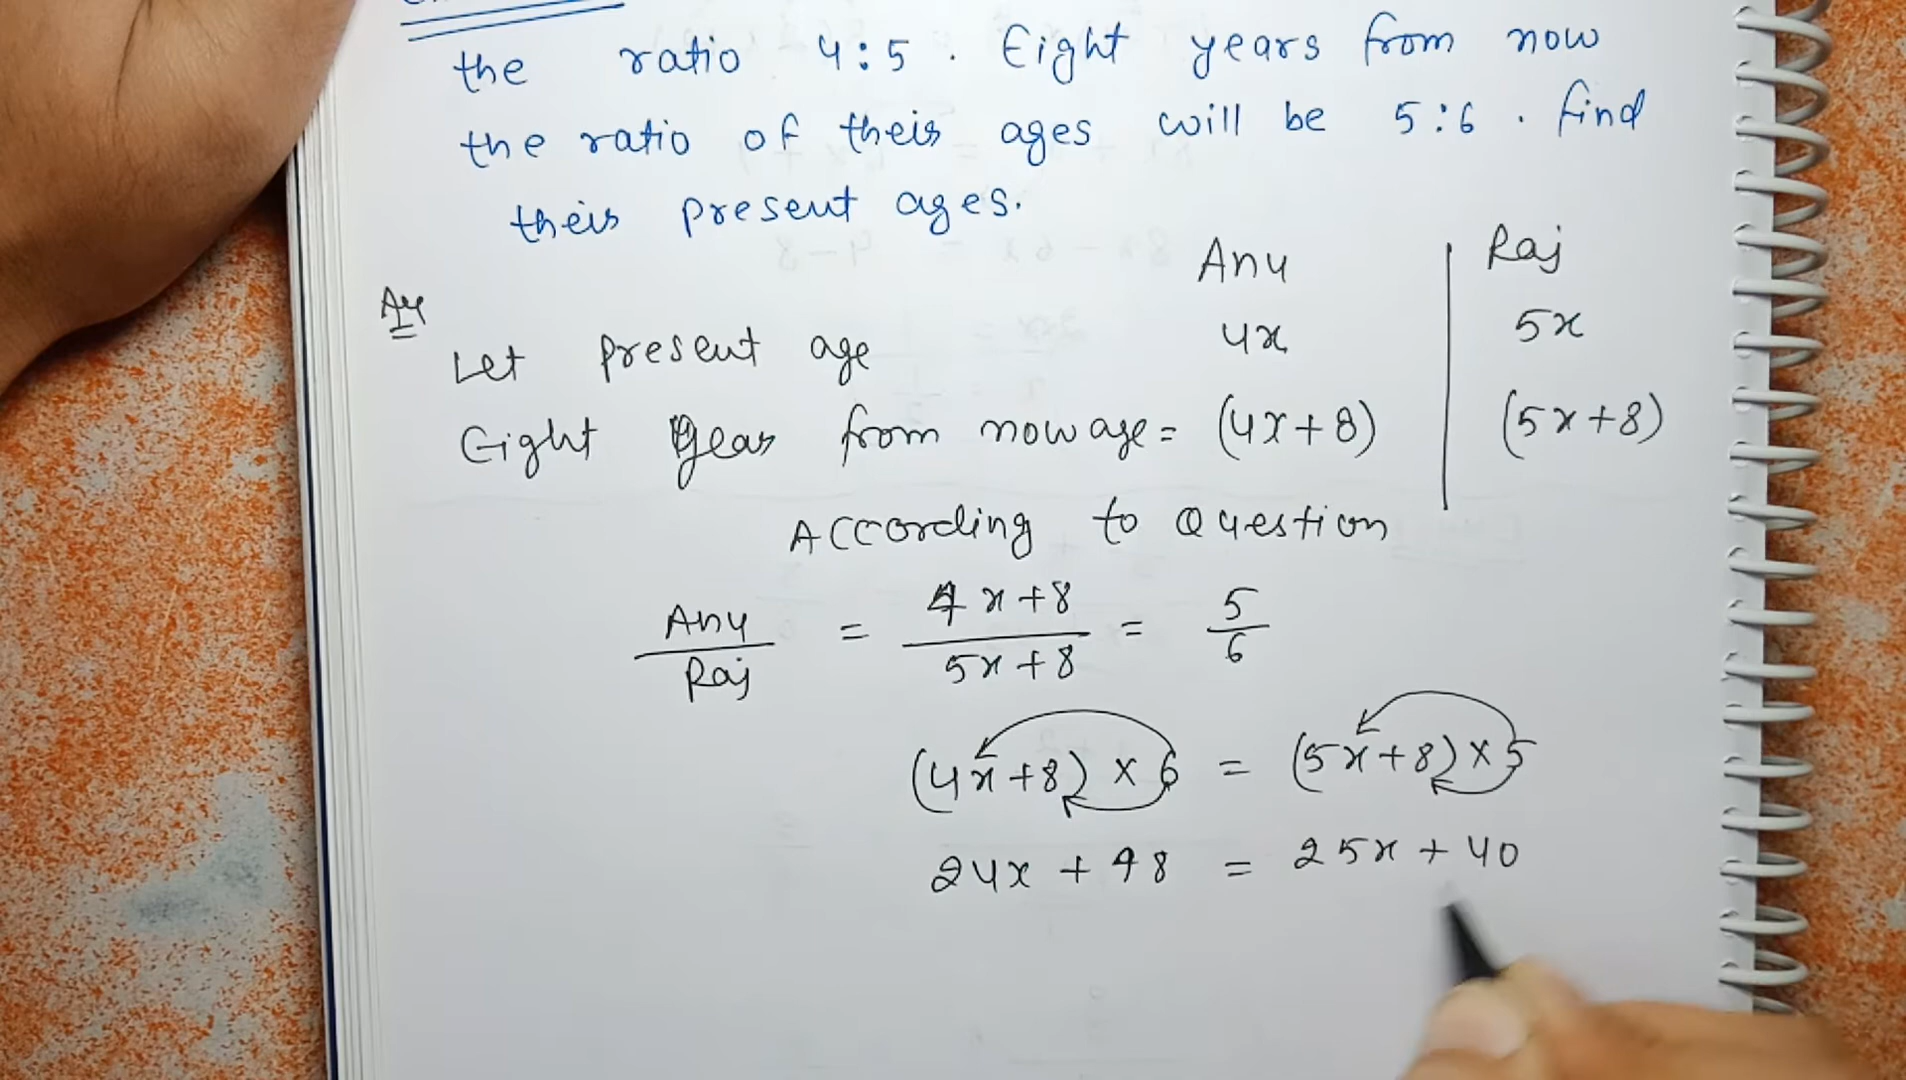 the ratio 4:5. Eight years from now
the ratio of their ages will be 5:6. find
their present ages.
Anu Raj
Let present age 4x 5x
Eight year from now age = (4x+8) (5x+8)
According to Question
Anu/Raj = 4x+8/5x+8 = 5/6
(4x+8) × 6 = (5x+8) × 5
24x + 48 = 25x + 40